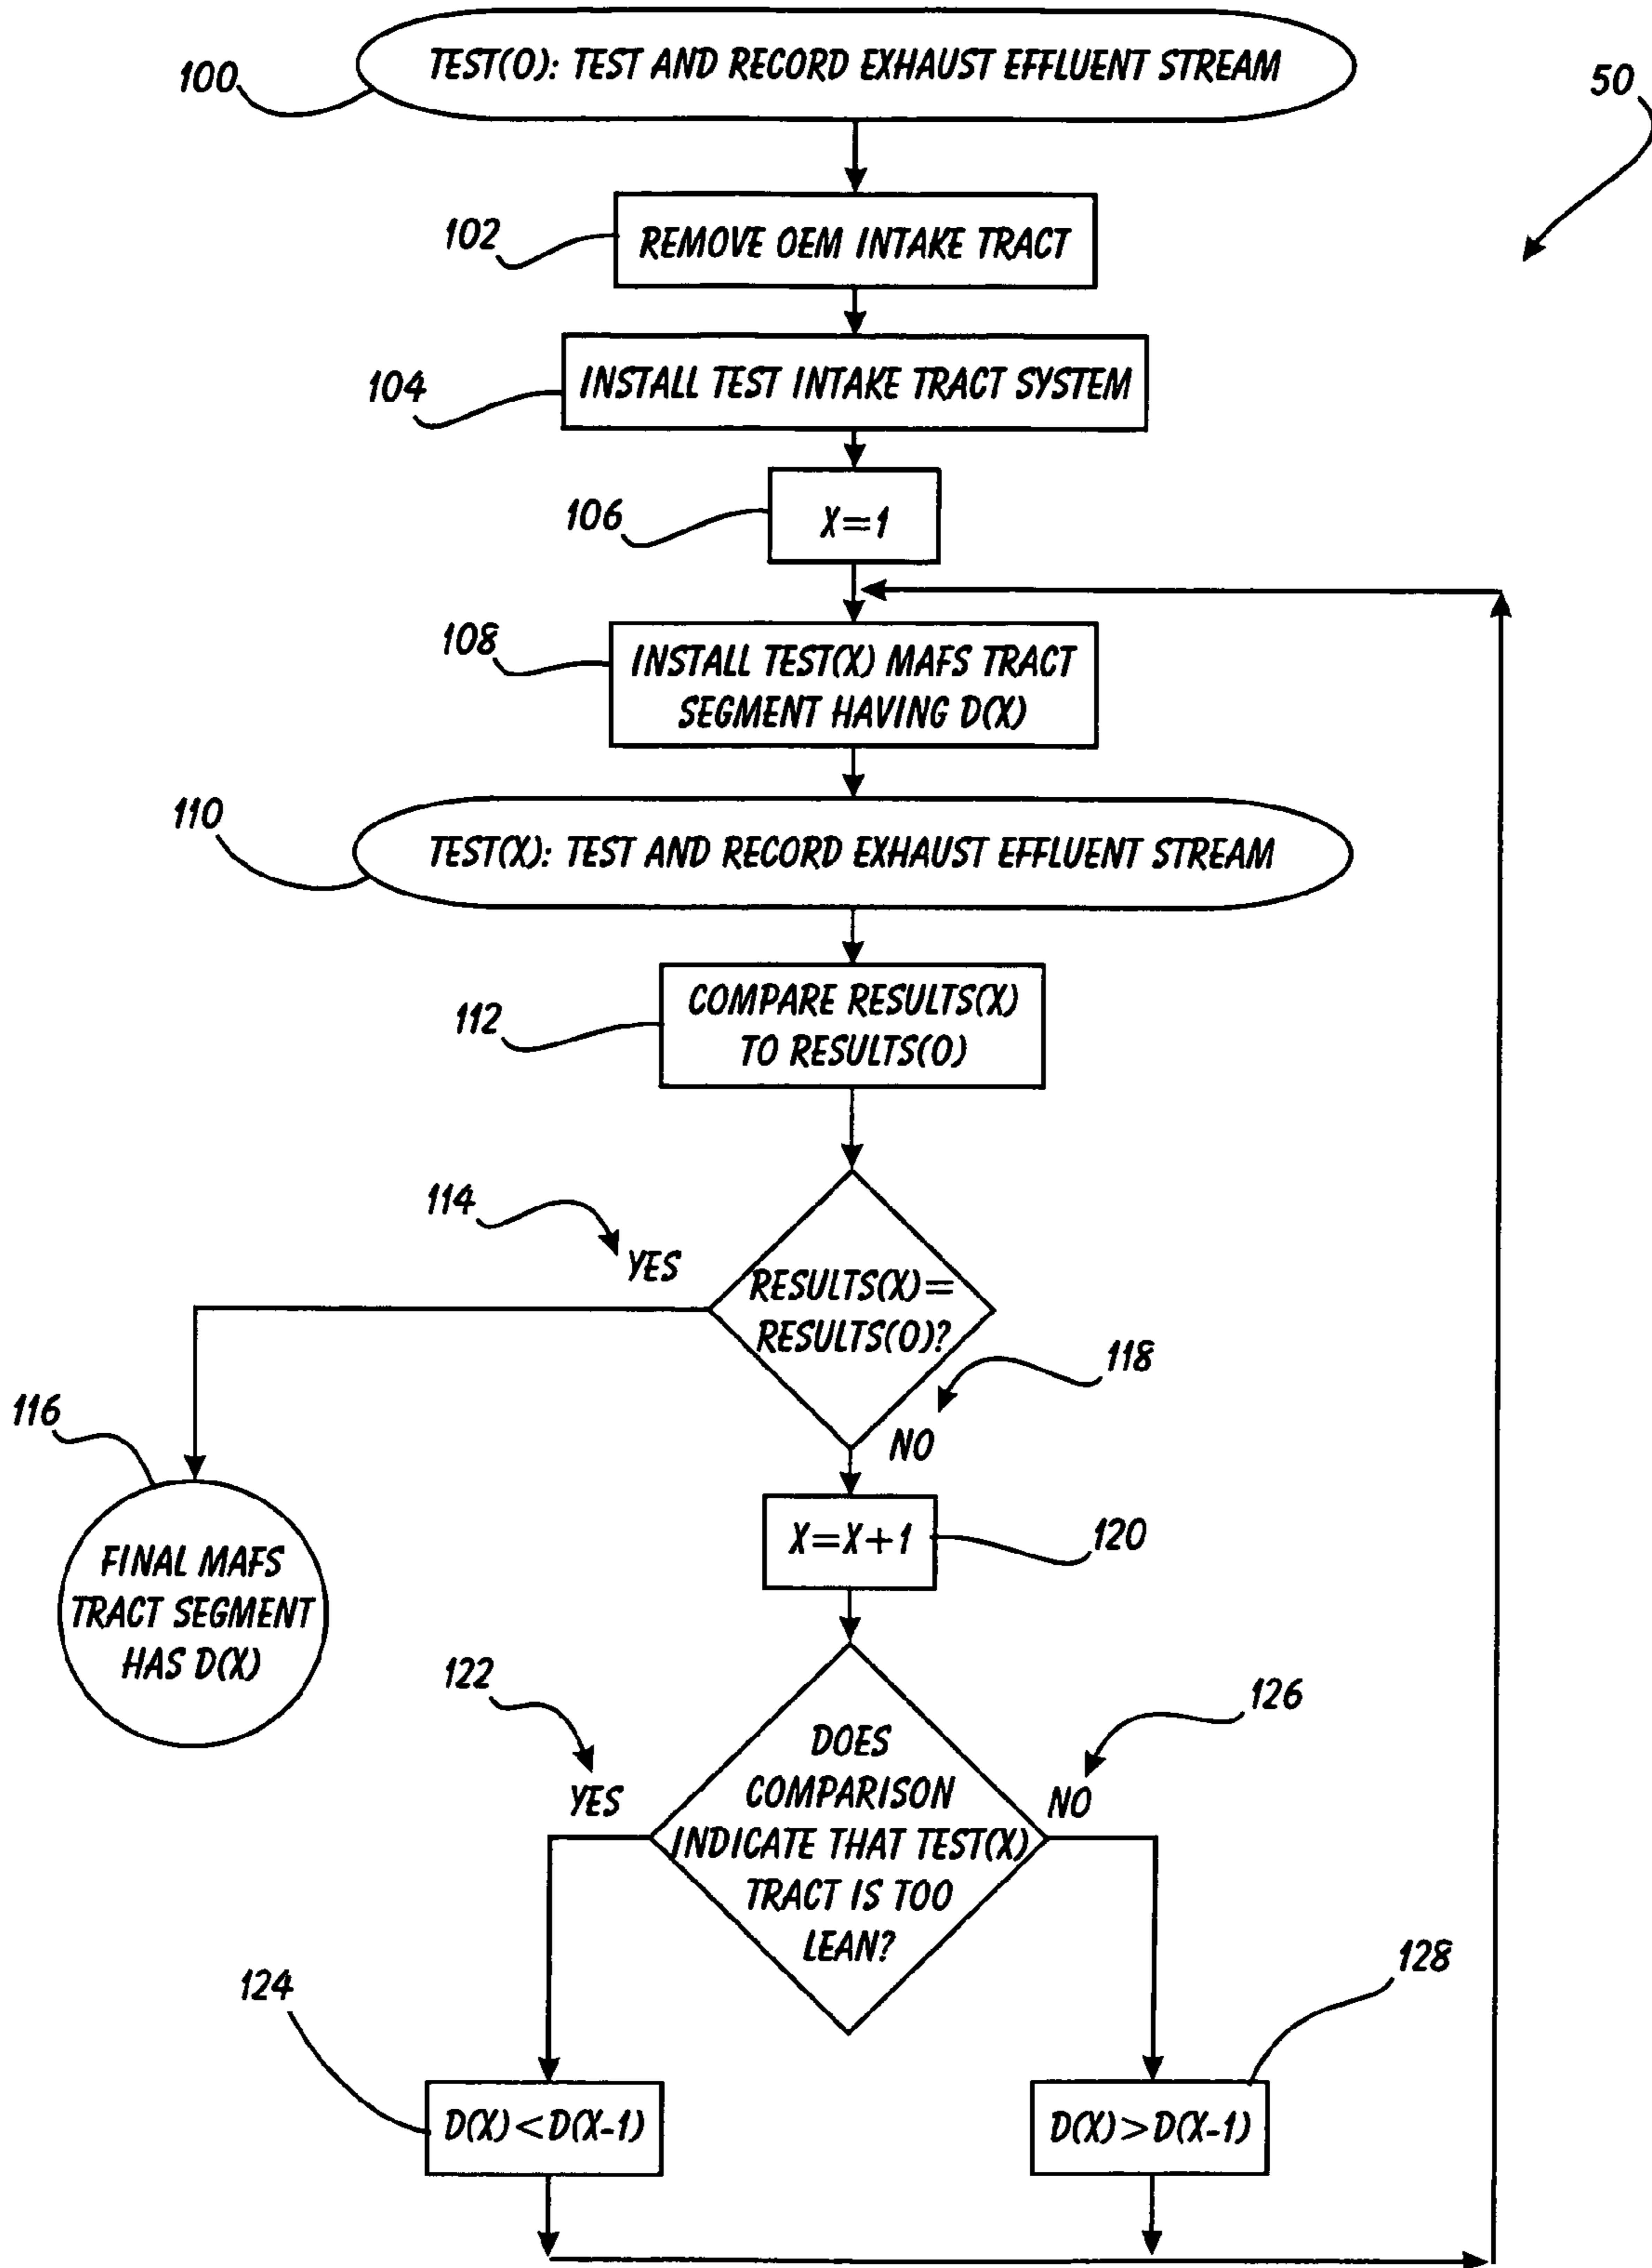 100
TEST(0): TEST AND RECORD EXHAUST EFFLUENT STREAM
50
102
REMOVE OEM INTAKE TRACT
104
INSTALL TEST INTAKE TRACT SYSTEM
106
X=1
108
INSTALL TEST(X) MAFS TRACT
SEGMENT HAVING D(X)
110
TEST(X): TEST AND RECORD EXHAUST EFFLUENT STREAM
112
COMPARE RESULTS(X)
TO RESULTS(0)
114
YES
RESULTS(X)=
RESULTS(0)?
118
NO
116
FINAL MAFS
TRACT SEGMENT
HAS D(X)
X=X+1
120
122
YES
DOES
COMPARISON
INDICATE THAT TEST(X)
TRACT IS TOO
LEAN?
126
NO
124
D(X)<D(X-1)
128
D(X)>D(X-1)